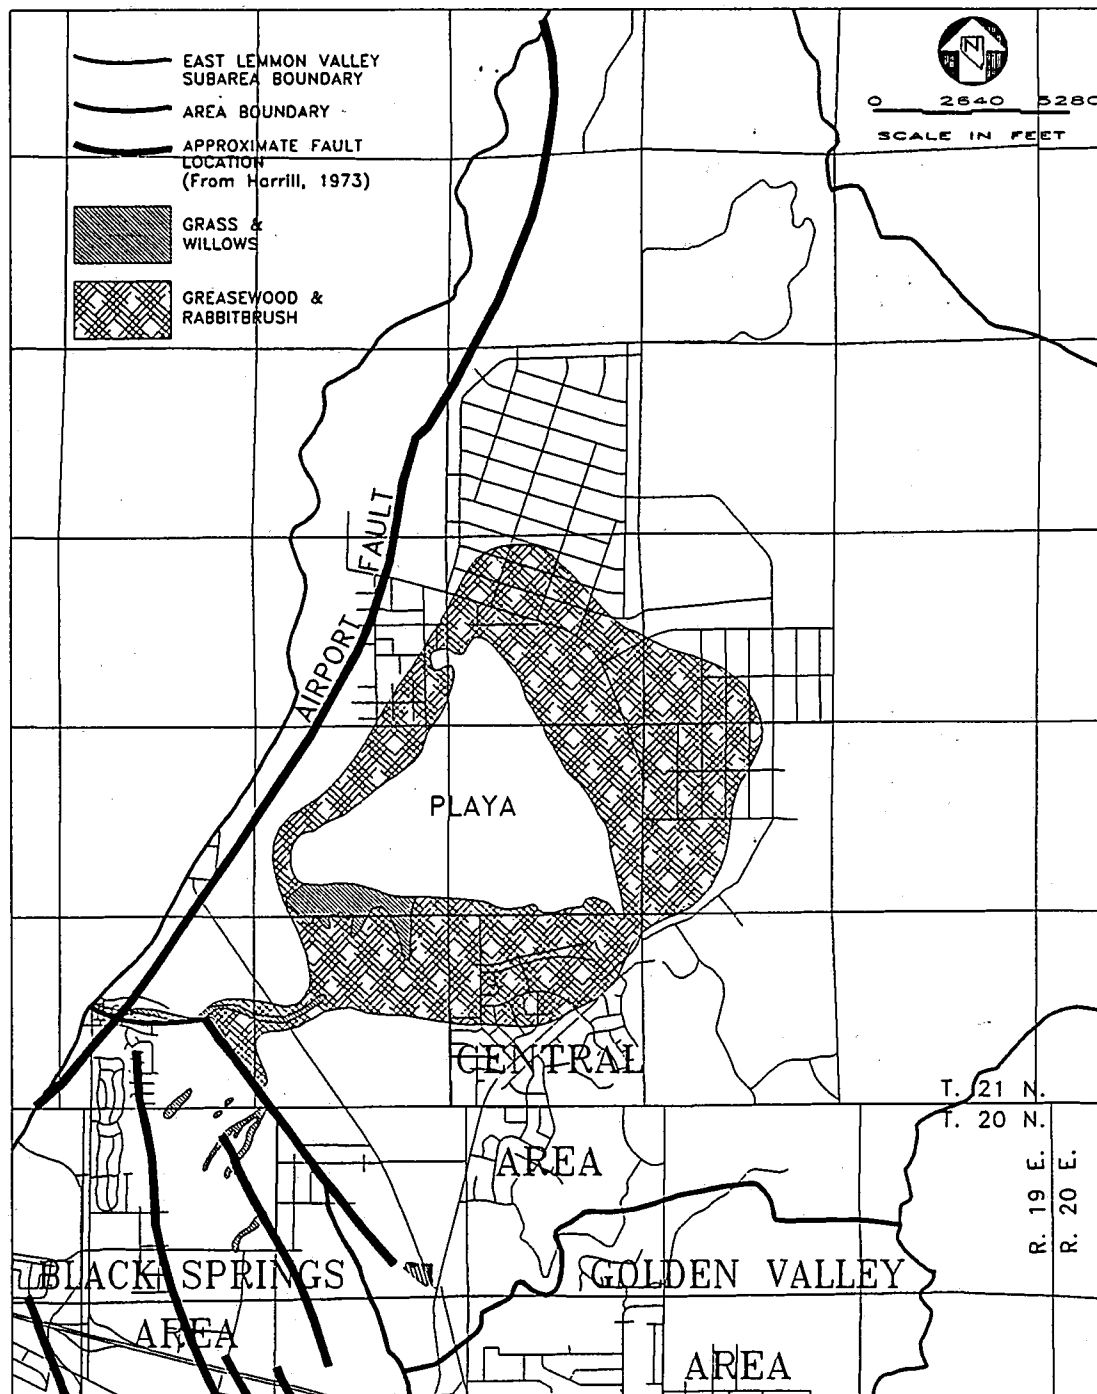 EAST LEMMON VALLEY
SUBAREA BOUNDARY
AREA BOUNDARY
APPROXIMATE FAULT
LOCATION
(From Harrill, 1973)
GRASS &
WILLOWS
GREASEWOOD &
RABBITBRUSH
N
0 2640 5280
SCALE IN FEET
AIRPORT FAULT
PLAYA
CENTRAL
AREA
T. 21 N.
T. 20 N.
R. 19 E.
R. 20 E.
BLACK SPRINGS
AREA
GOLDEN VALLEY
AREA